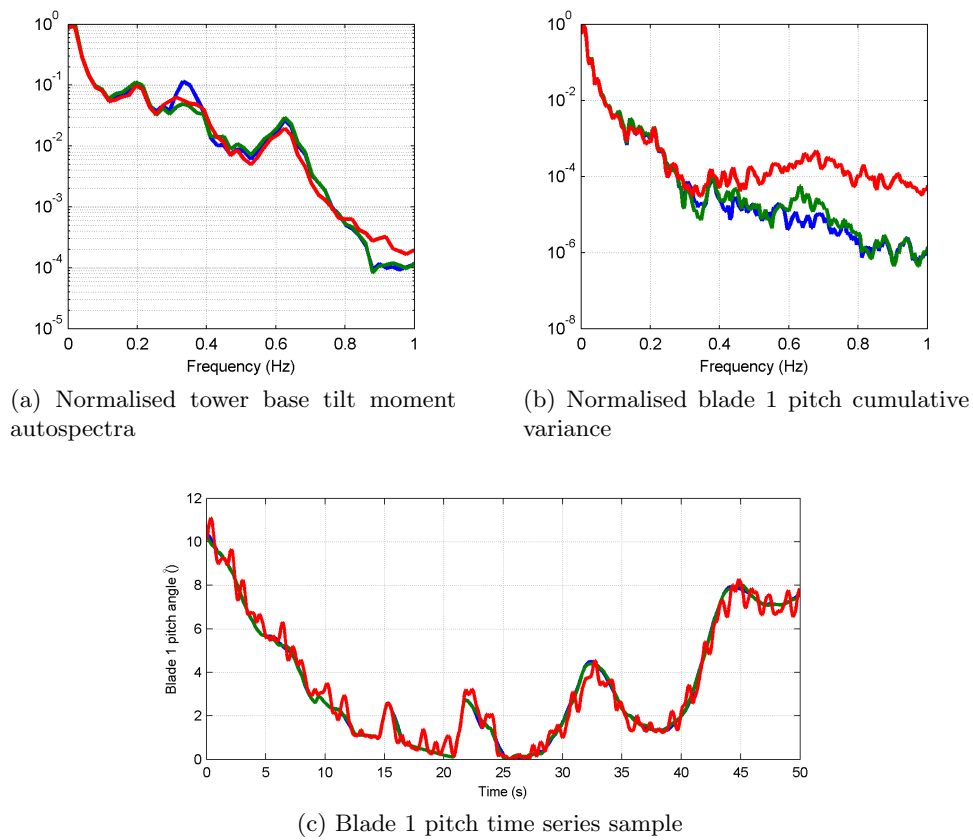 10^0
10^-1
10^-2
10^-3
10^-4
10^-5
0 0.2 0.4 0.6 0.8 1
Frequency (Hz)
(a) Normalised tower base tilt moment
autospectra
10^0
10^-2
10^-4
10^-6
10^-8
0 0.2 0.4 0.6 0.8 1
Frequency (Hz)
(b) Normalised blade 1 pitch cumulative
variance
Blade 1 pitch angle (°)
12
10
8
6
4
2
0
0 5 10 15 20 25 30 35 40 45 50
Time (s)
(c) Blade 1 pitch time series sample